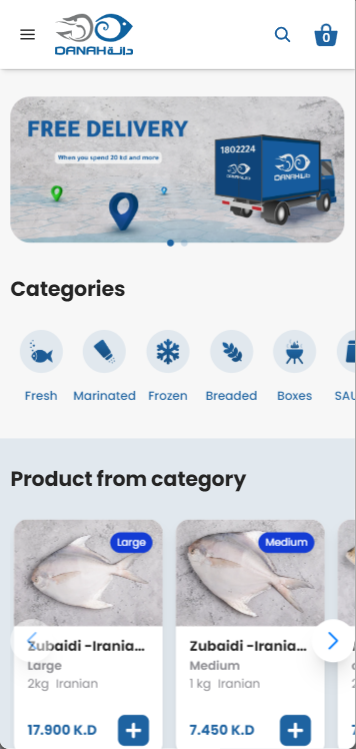 0
DANAH دانة
FREE DELIVERY
When you spend 20 kd and more
1802224
DANAH دانة
Categories
Fresh
Marinated
Frozen
Breaded
Boxes
SAU
Product from category
Large
Medium
Zubaidi -Irania...
Zubaidi -Irania...
Large
Medium
2kg Iranian
1 kg Iranian
17.900 K.D
7.450 K.D